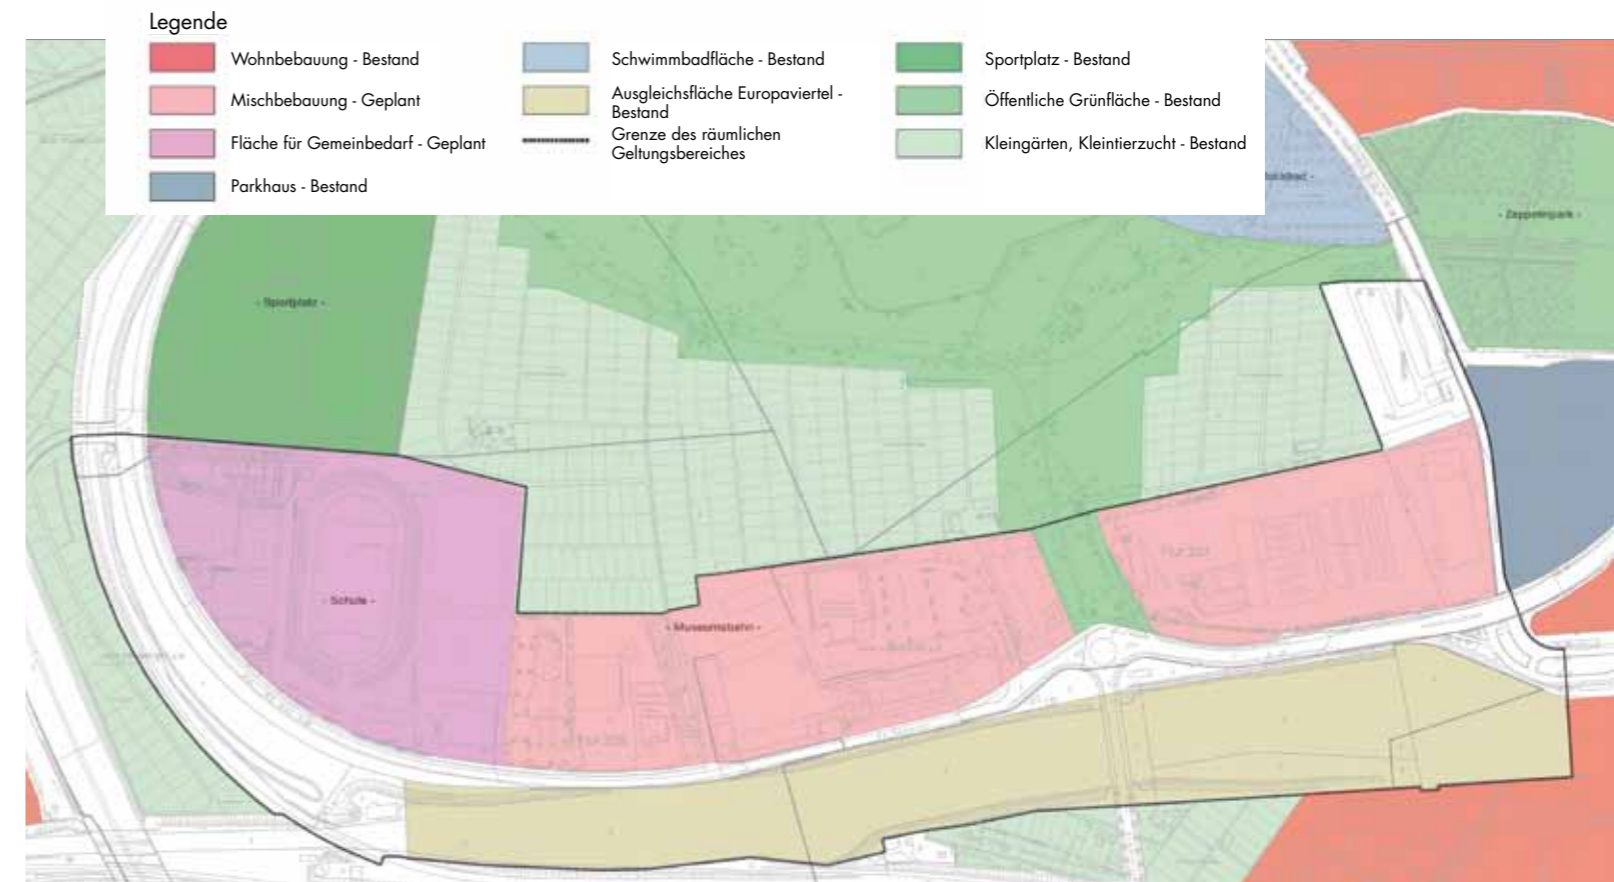 Legende
Wohnbebauung - Bestand
Mischbebauung - Geplant
Fläche für Gemeinbedarf - Geplant
Parkhaus - Bestand
Schwimmbadfläche - Bestand
Ausgleichsfläche Europaviertel -
Bestand
Grenze des räumlichen
Geltungsbereiches
Sportplatz - Bestand
Öffentliche Grünfläche - Bestand
Kleingärten, Kleintierzucht - Bestand
- Zeppelinpark -
- Sportplatz -
- Schule -
- Museumsbahn -